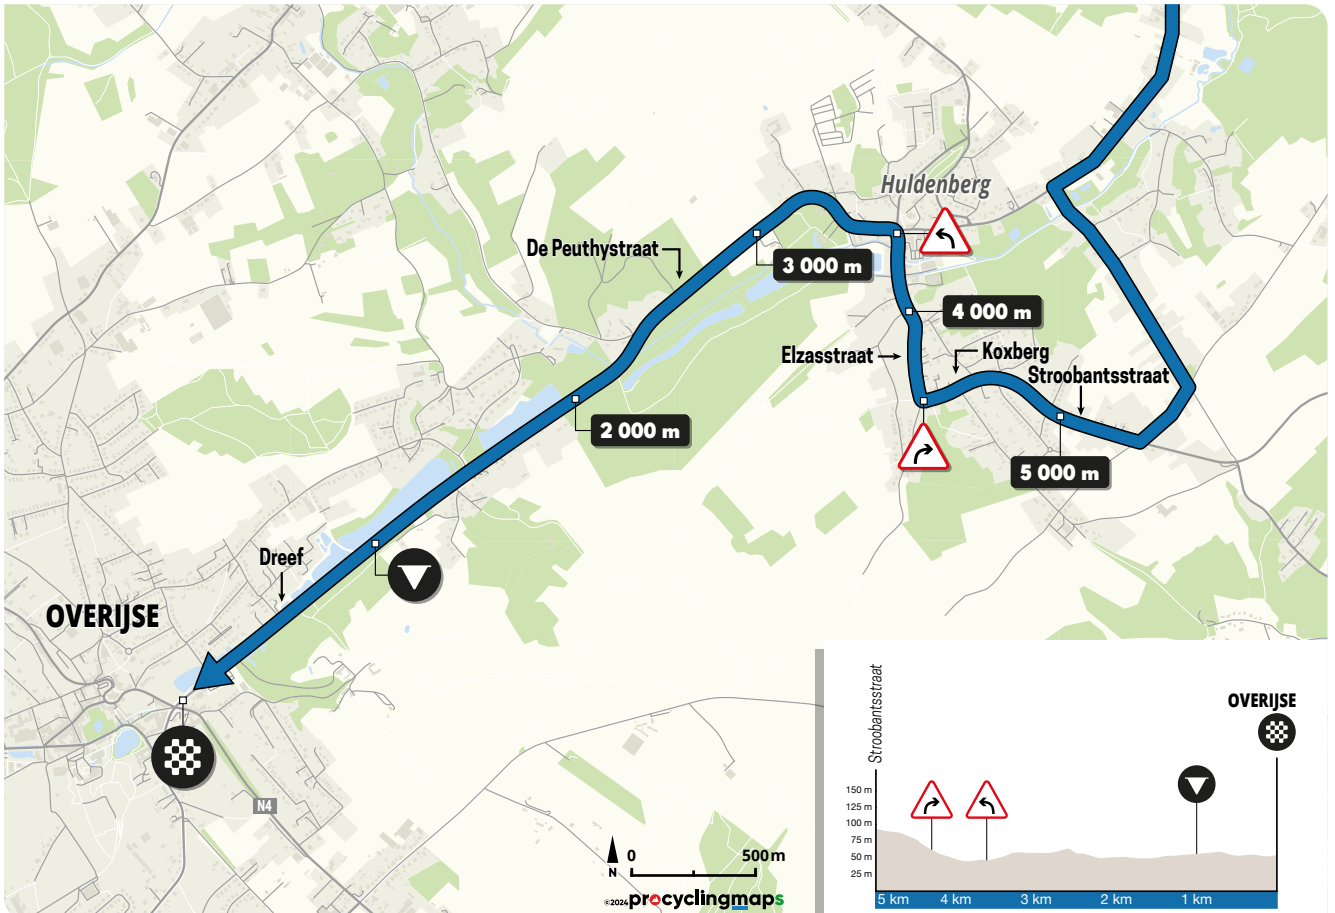 Huldenberg
De Peuthystraat
3 000 m
4 000 m
Elzasstraat
Koxberg
Stroobantsstraat
2 000 m
5 000 m
Dreef
OVERIJSE
N4
N
0
500m
©2024 procyclingmaps
Stroobantsstraat
OVERIJSE
150 m
125 m
100 m
75 m
50 m
25 m
5 km 4 km 3 km 2 km 1 km